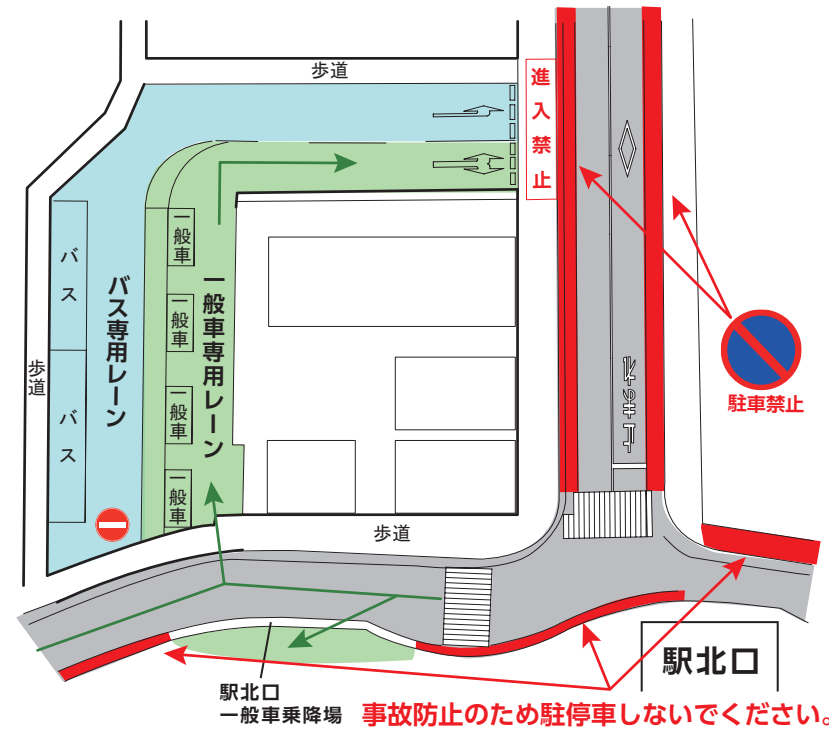 歩道
進入禁止
一般車
一般車
一般車
一般車
バス
バス
バス専用レーン
一般車専用レーン
歩道
歩道
止まれ
駐車禁止
駅北口
駅北口
一般車乗降場
事故防止のため駐停車しないでください。